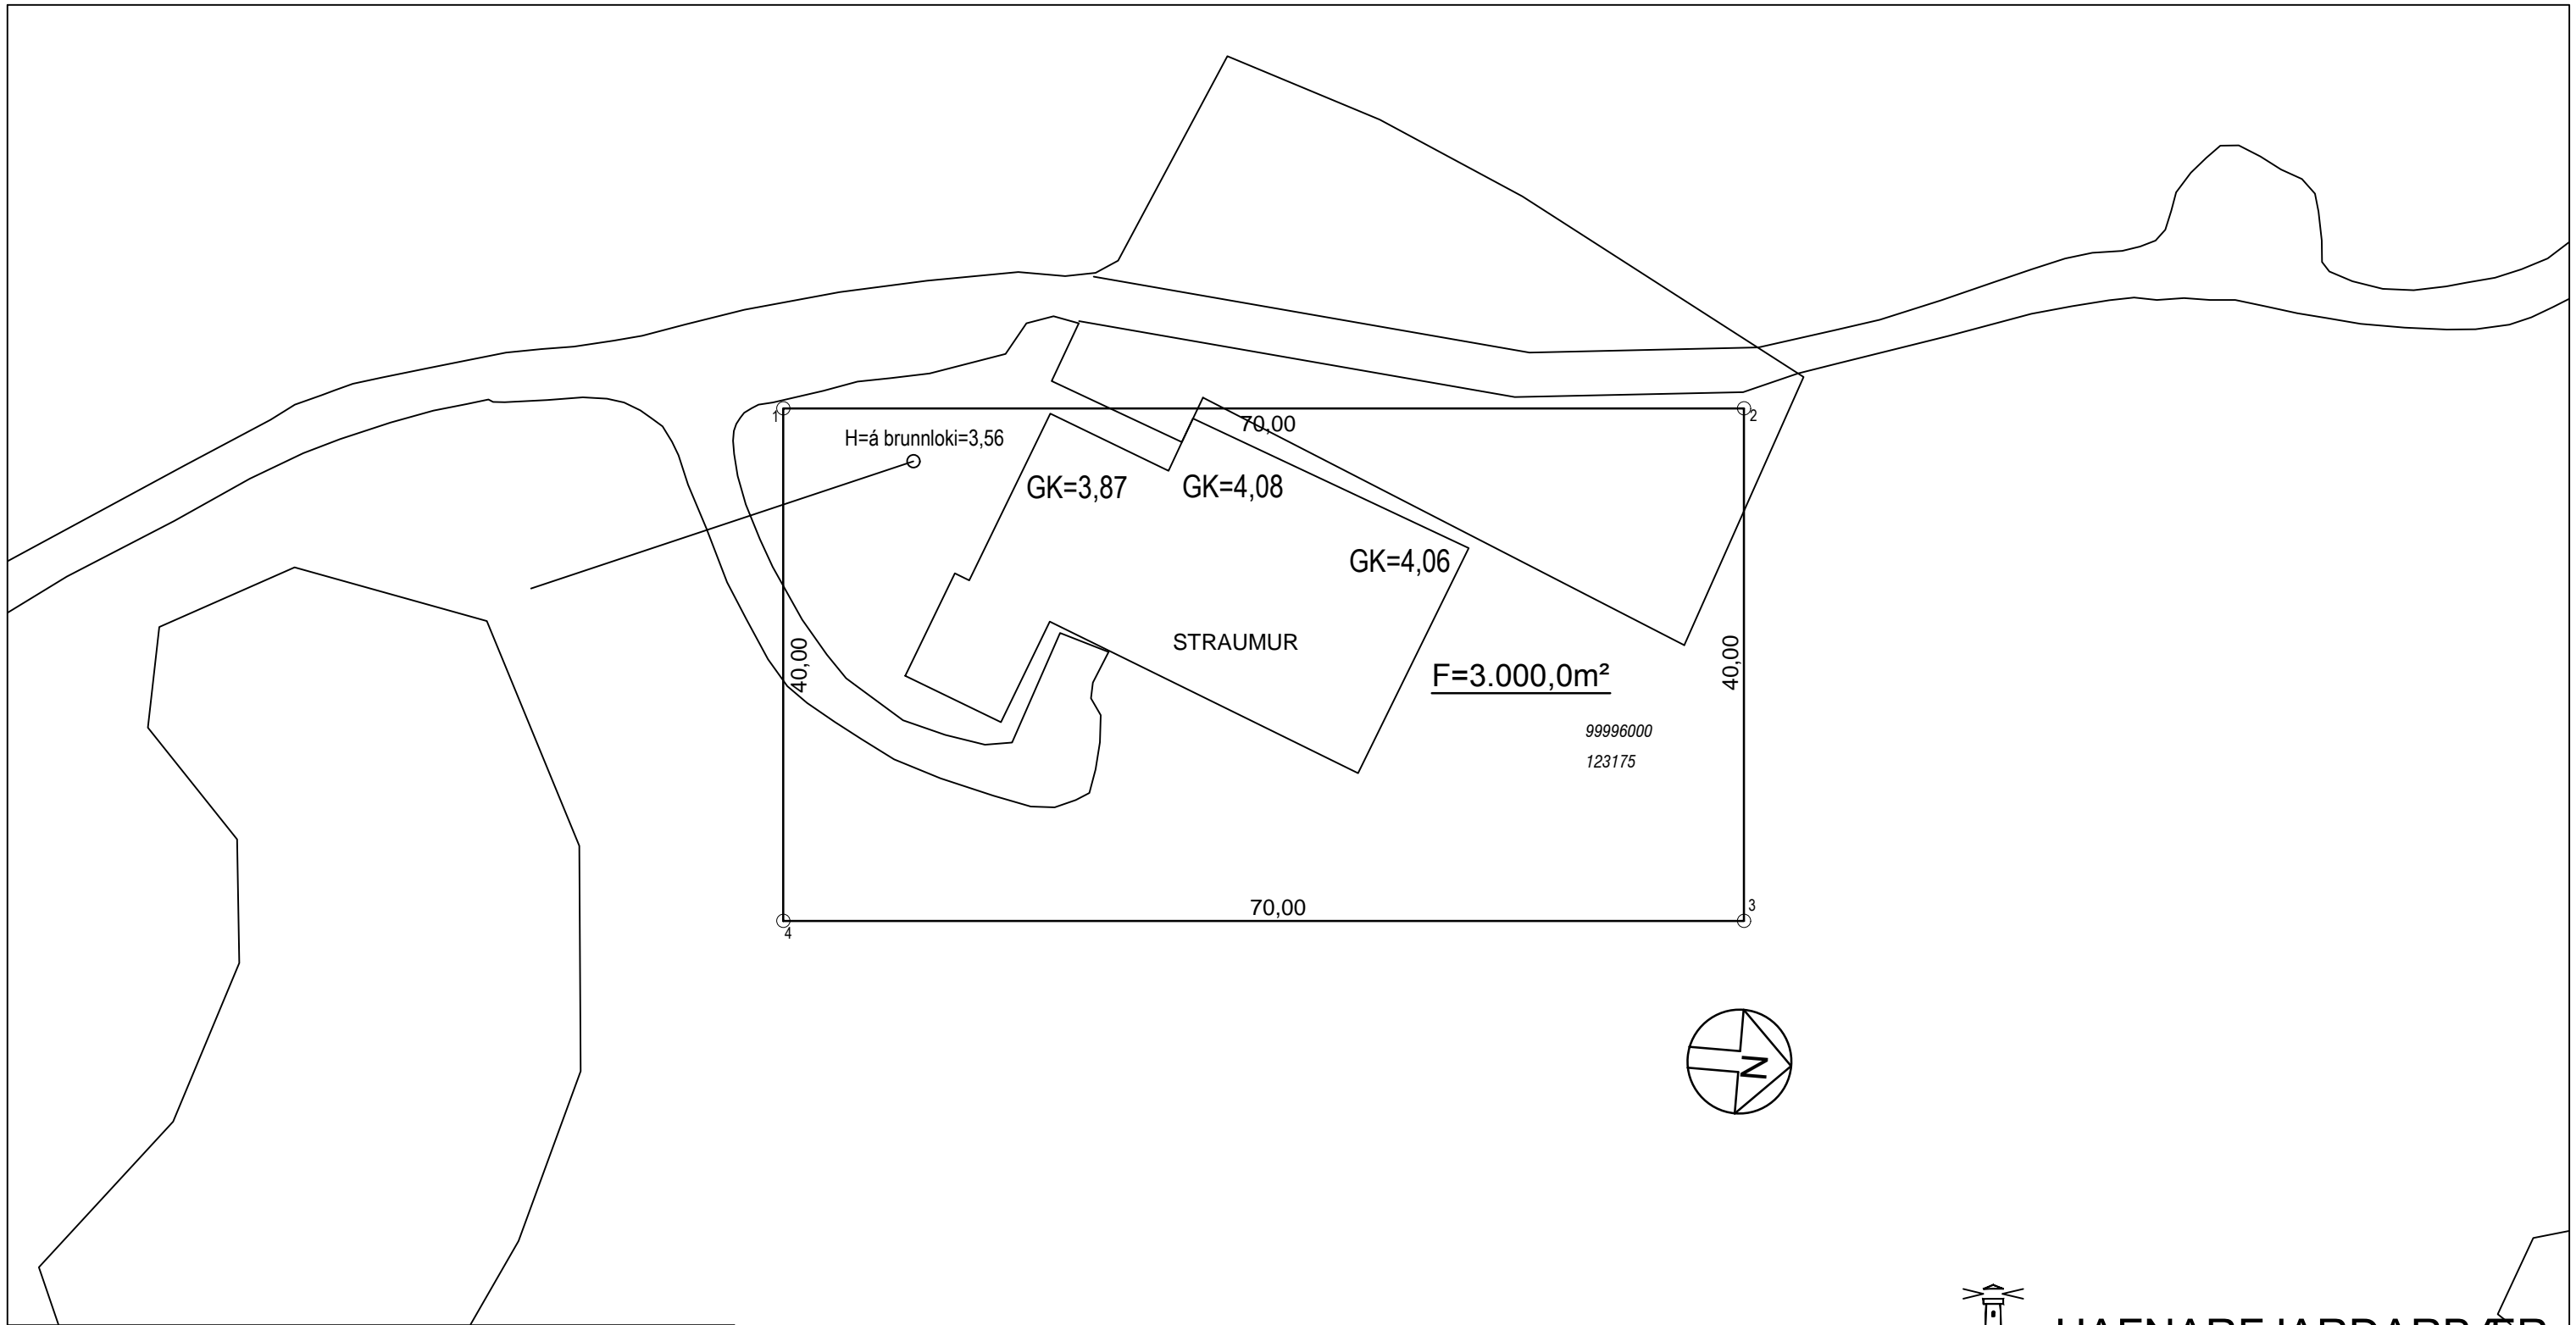 1
70,00
2
H=á brunnloki=3,56
GK=3,87
GK=4,08
GK=4,06
STRAUMUR
40,00
40,00
F=3.000,0m²
99996000
123175
70,00
3
4
N